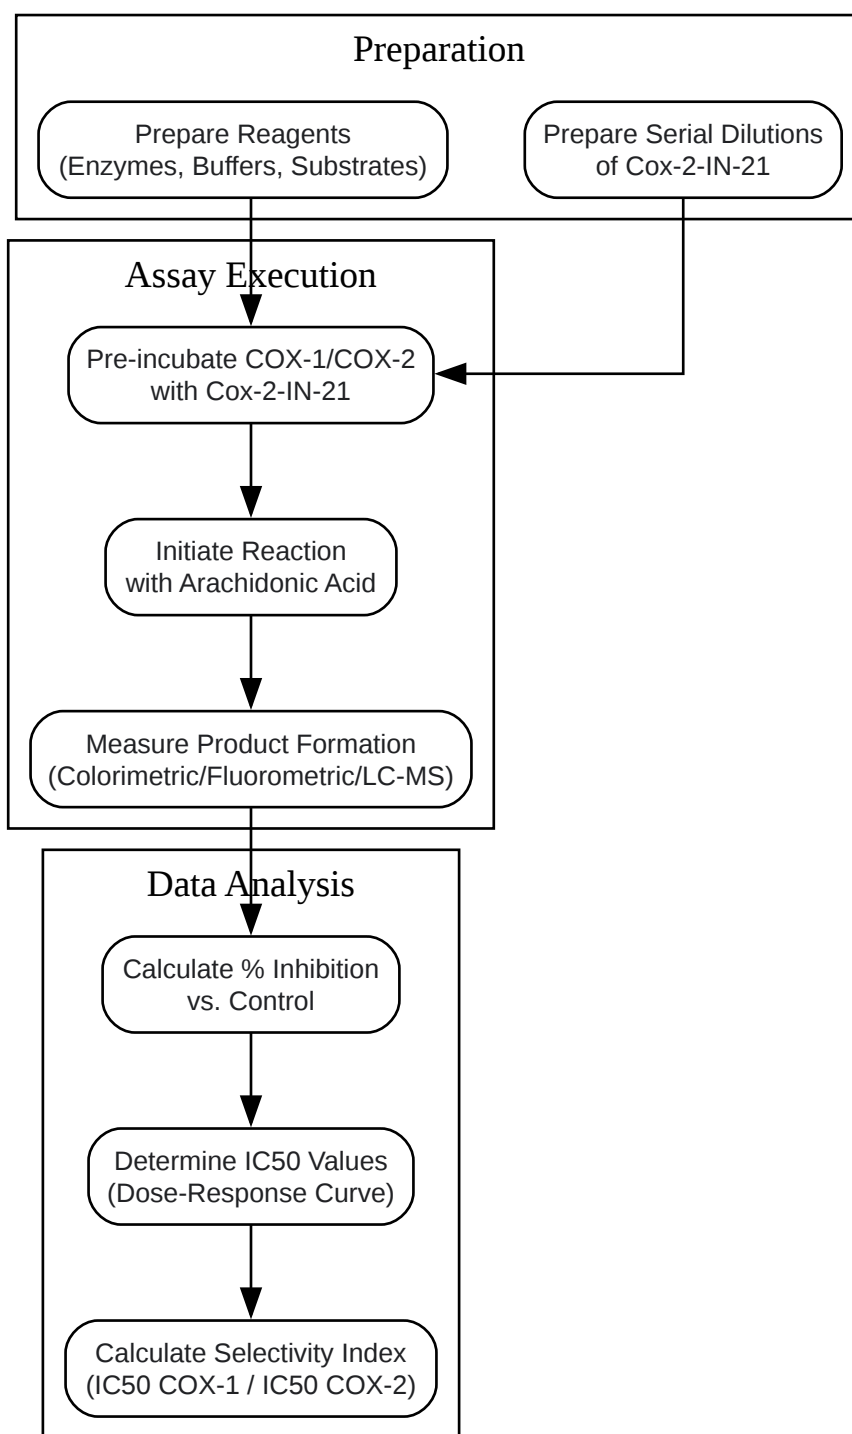 Preparation
Prepare Reagents
(Enzymes, Buffers, Substrates)
Prepare Serial Dilutions
of Cox-2-IN-21
Assay Execution
Pre-incubate COX-1/COX-2
with Cox-2-IN-21
Initiate Reaction
with Arachidonic Acid
Measure Product Formation
(Colorimetric/Fluorometric/LC-MS)
Data Analysis
Calculate % Inhibition
vs. Control
Determine IC50 Values
(Dose-Response Curve)
Calculate Selectivity Index
(IC50 COX-1 / IC50 COX-2)